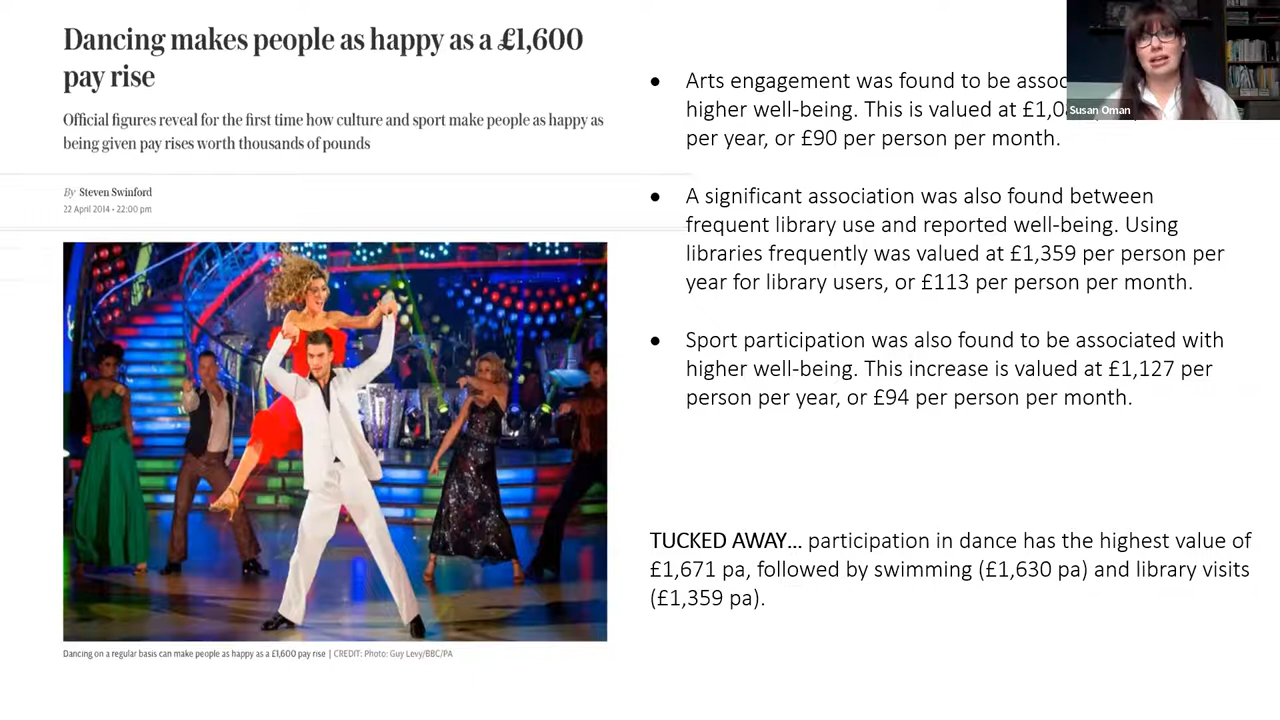 Dancing makes people as happy as a £1,600
pay rise
Official figures reveal for the first time how culture and sport make people as happy as
being given pay rises worth thousands of pounds
By Steven Swinford
22 April 2014 • 22:00 pm
Dancing on a regular basis can make people as happy as a £1,600 pay rise | CREDIT: Photo: Guy Levy/BBC/PA
• Arts engagement was found to be
higher well-being. This is valued at
per year, or £90 per person per month.
• A significant association was also found between
frequent library use and reported well-being. Using
libraries frequently was valued at £1,359 per person per
year for library users, or £113 per person per month.
• Sport participation was also found to be associated with
higher well-being. This increase is valued at £1,127 per
person per year, or £94 per person per month.
TUCKED AWAY... participation in dance has the highest value of
£1,671 pa, followed by swimming (£1,630 pa) and library visits
(£1,359 pa).
Susan Oman